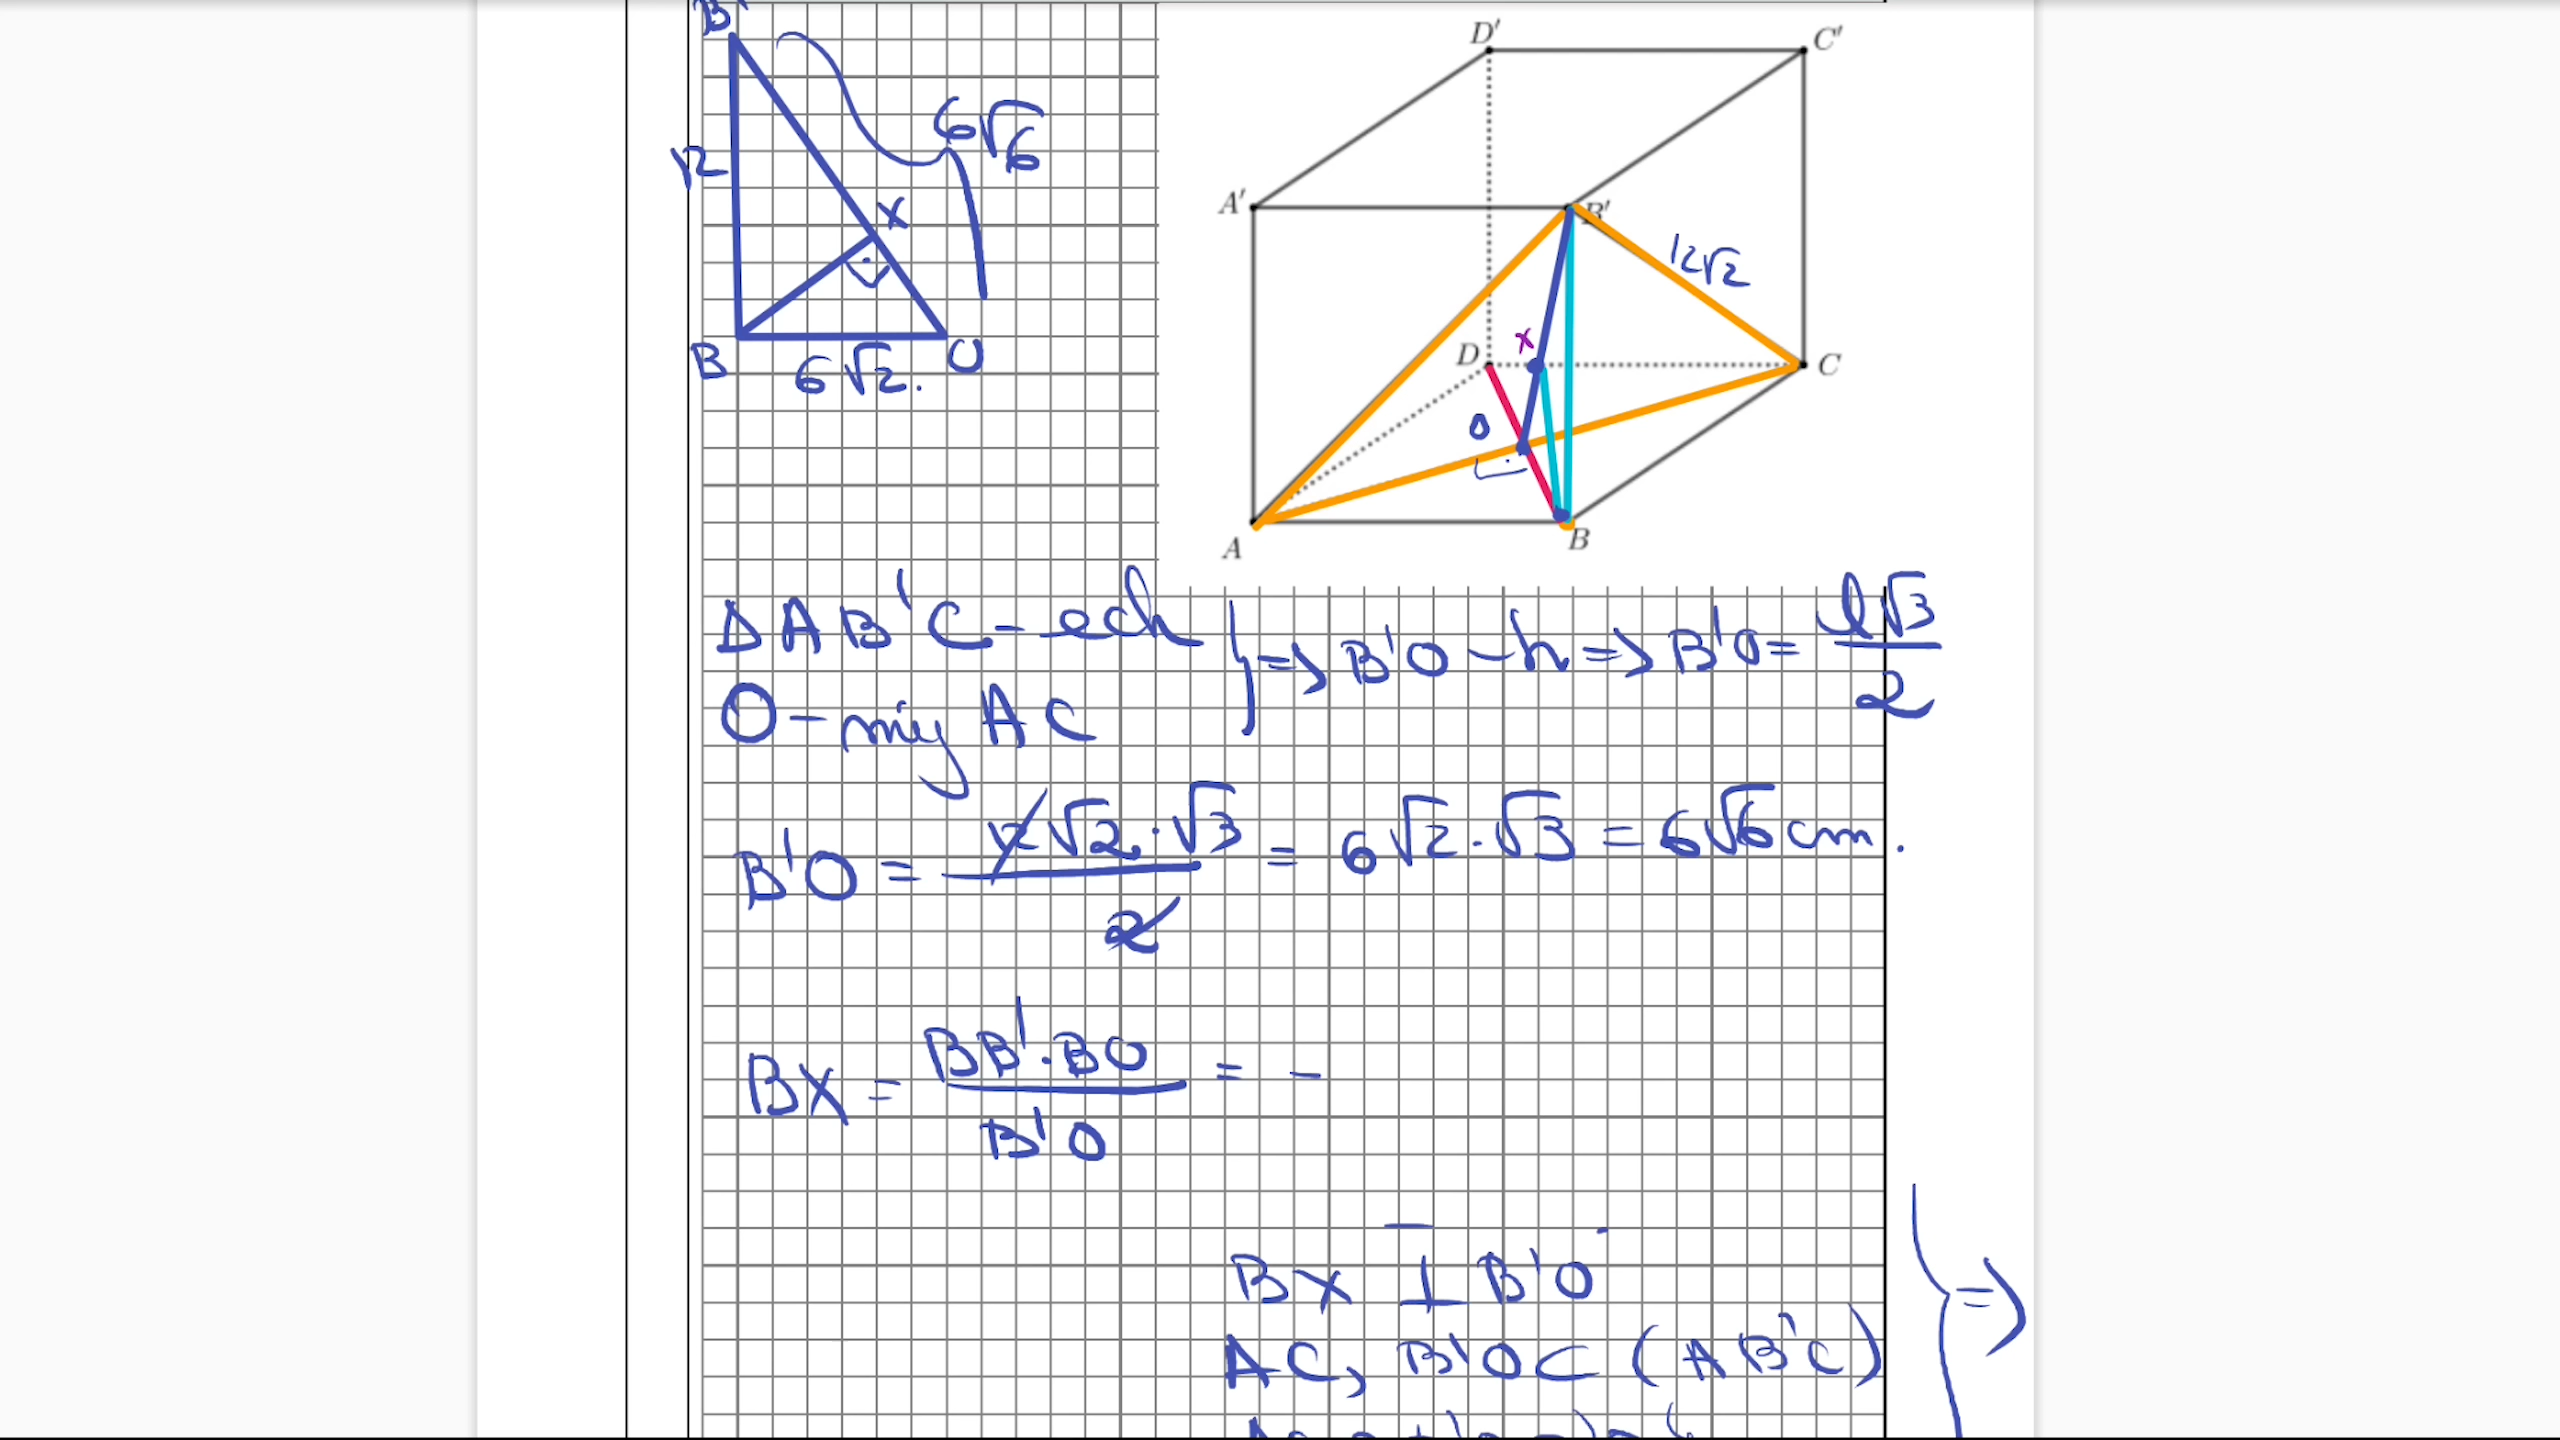 B'
12
6√6
X
B
6√2.
O
D'
C'
A'
B'
12√2
X
D
C
O
A
B
ΔAB'C - ech
O - mij AC
} => B'O - h => B'O = l√3/2
B'O = 12√2·√3/2 = 6√2·√3 = 6√6 cm.
BX = BB'·BO/B'O = -
BX ⊥ B'O
AC, B'O ⊂ (AB'C)
} =>